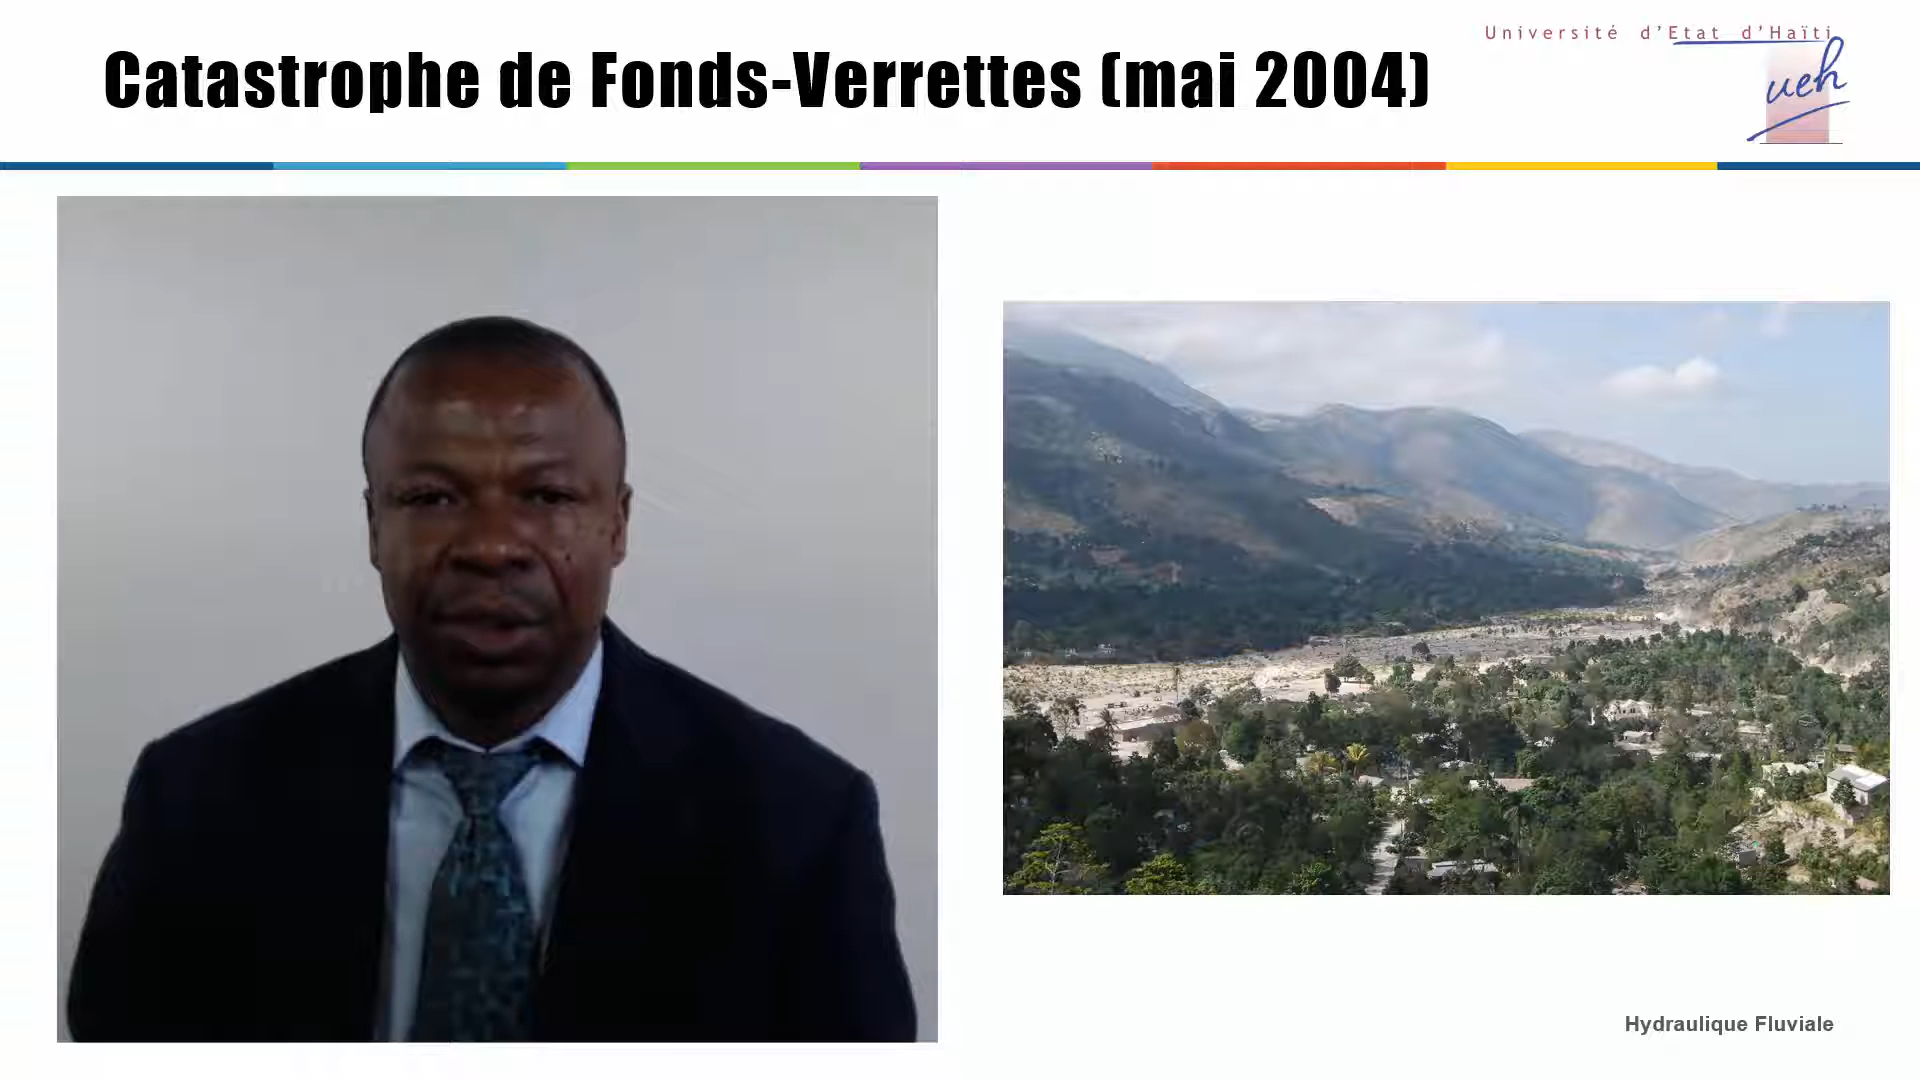 Catastrophe de Fonds-Verrettes (mai 2004)
Université d'Etat d'Haïti
ueh
Hydraulique Fluviale